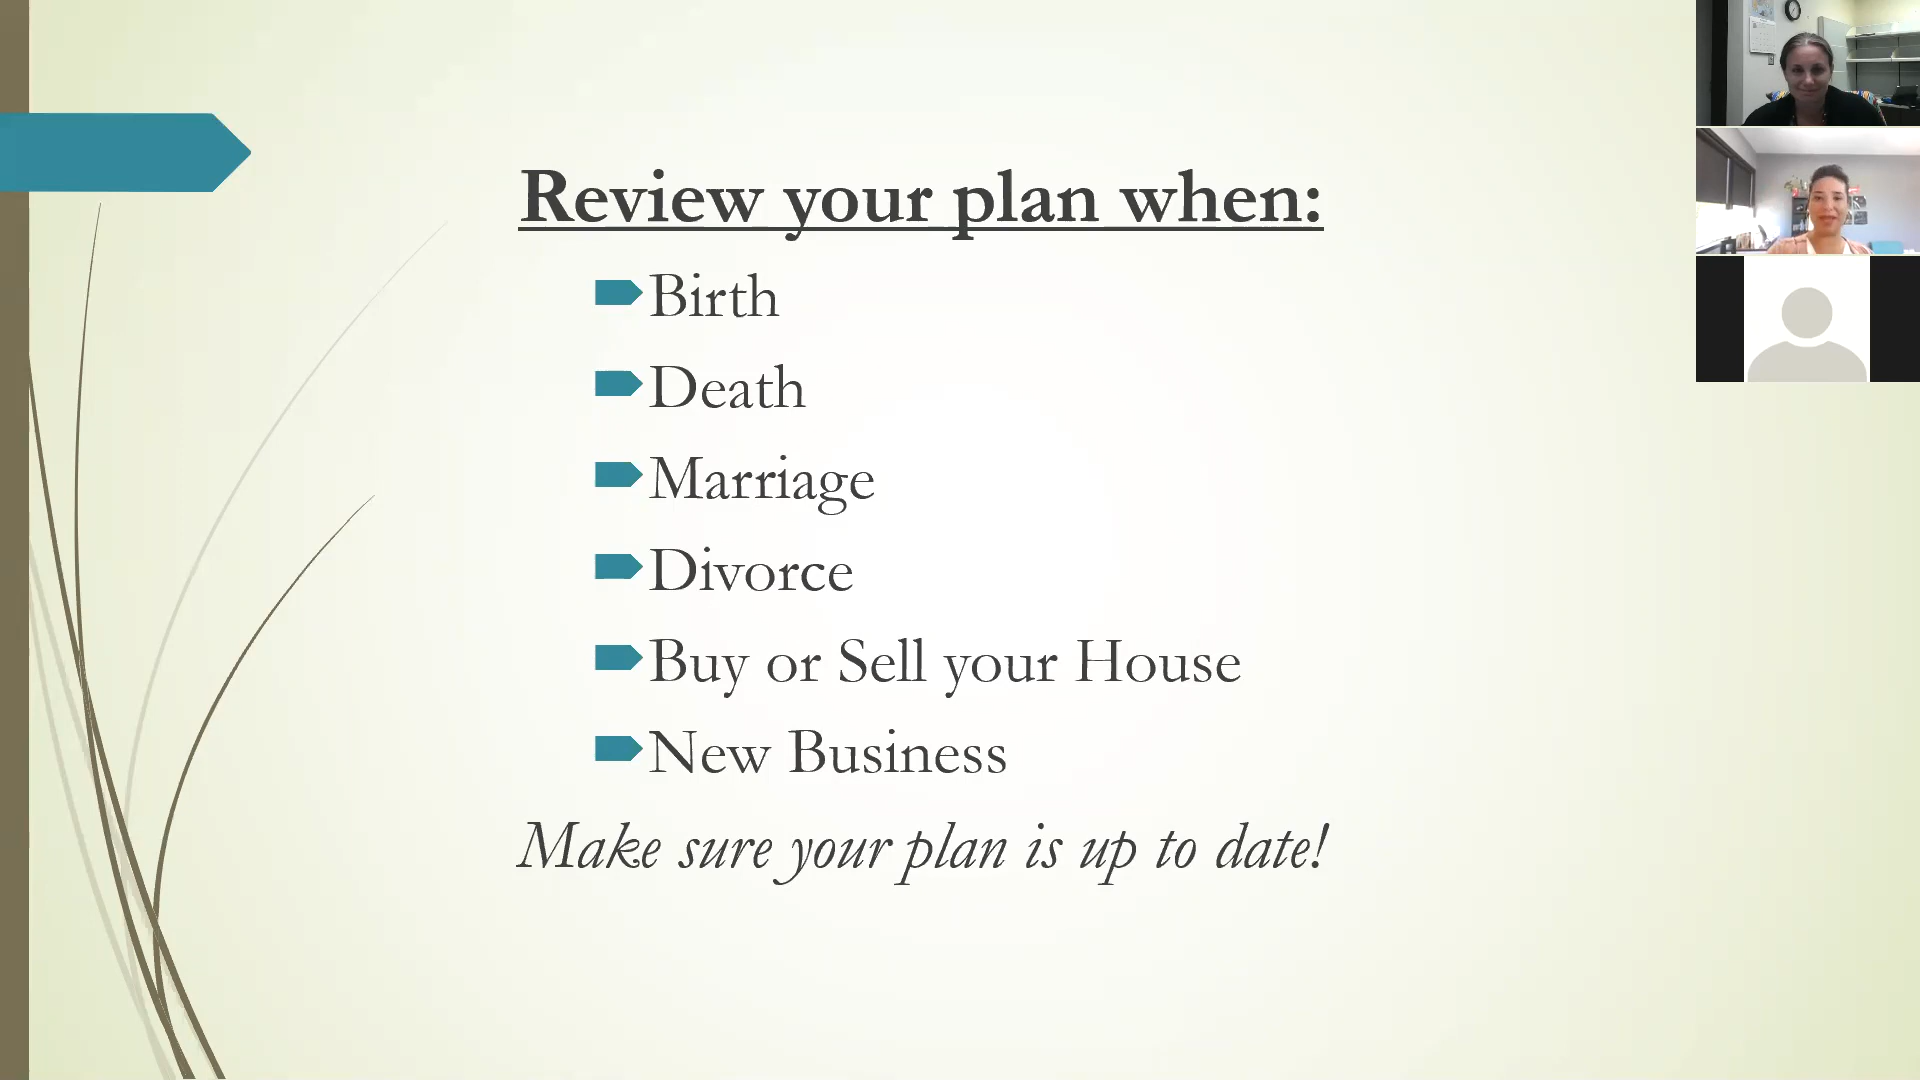 Review your plan when:
Birth
Death
Marriage
Divorce
Buy or Sell your House
New Business
Make sure your plan is up to date!